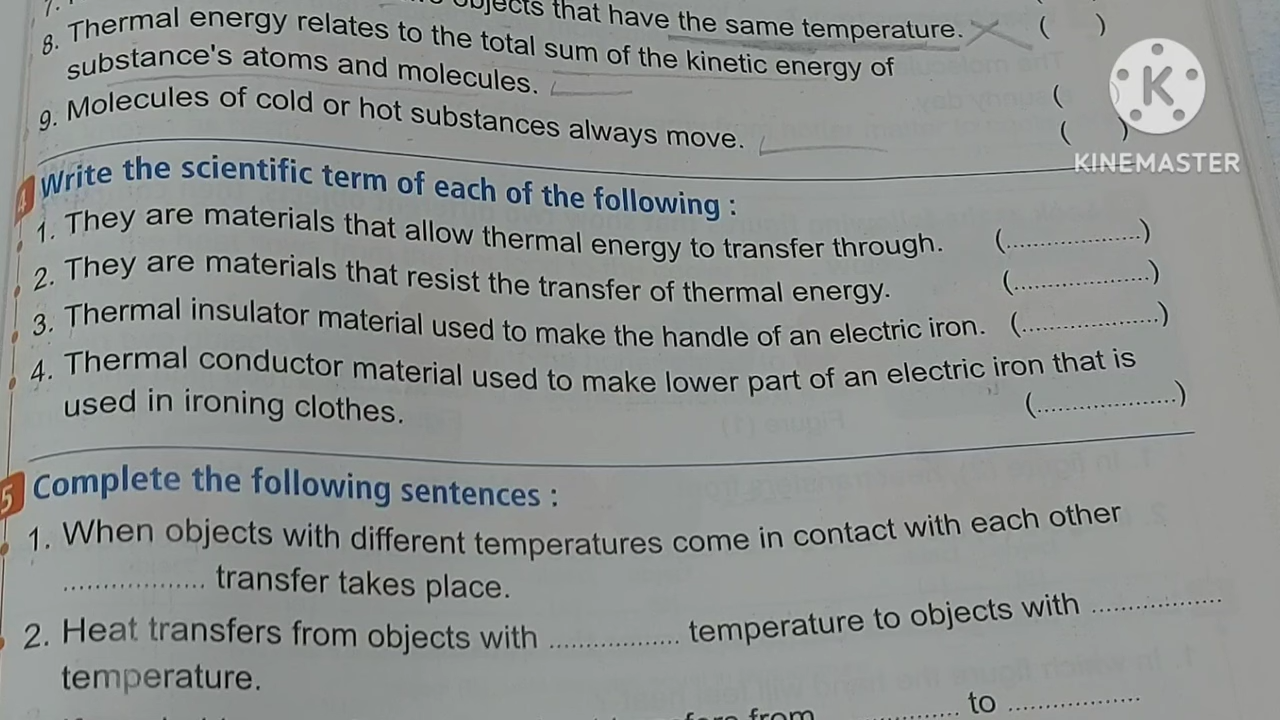 7.
objects that have the same temperature. ( )
8. Thermal energy relates to the total sum of the kinetic energy of
substance's atoms and molecules. ( )
9. Molecules of cold or hot substances always move. ( )
K
KINEMASTER
4 Write the scientific term of each of the following :
1. They are materials that allow thermal energy to transfer through. (....................)
2. They are materials that resist the transfer of thermal energy. (....................)
3. Thermal insulator material used to make the handle of an electric iron. (....................)
4. Thermal conductor material used to make lower part of an electric iron that is
used in ironing clothes. (....................)
5 Complete the following sentences :
1. When objects with different temperatures come in contact with each other
.................. transfer takes place.
2. Heat transfers from objects with ................. temperature to objects with .................
temperature.
from ................. to .................